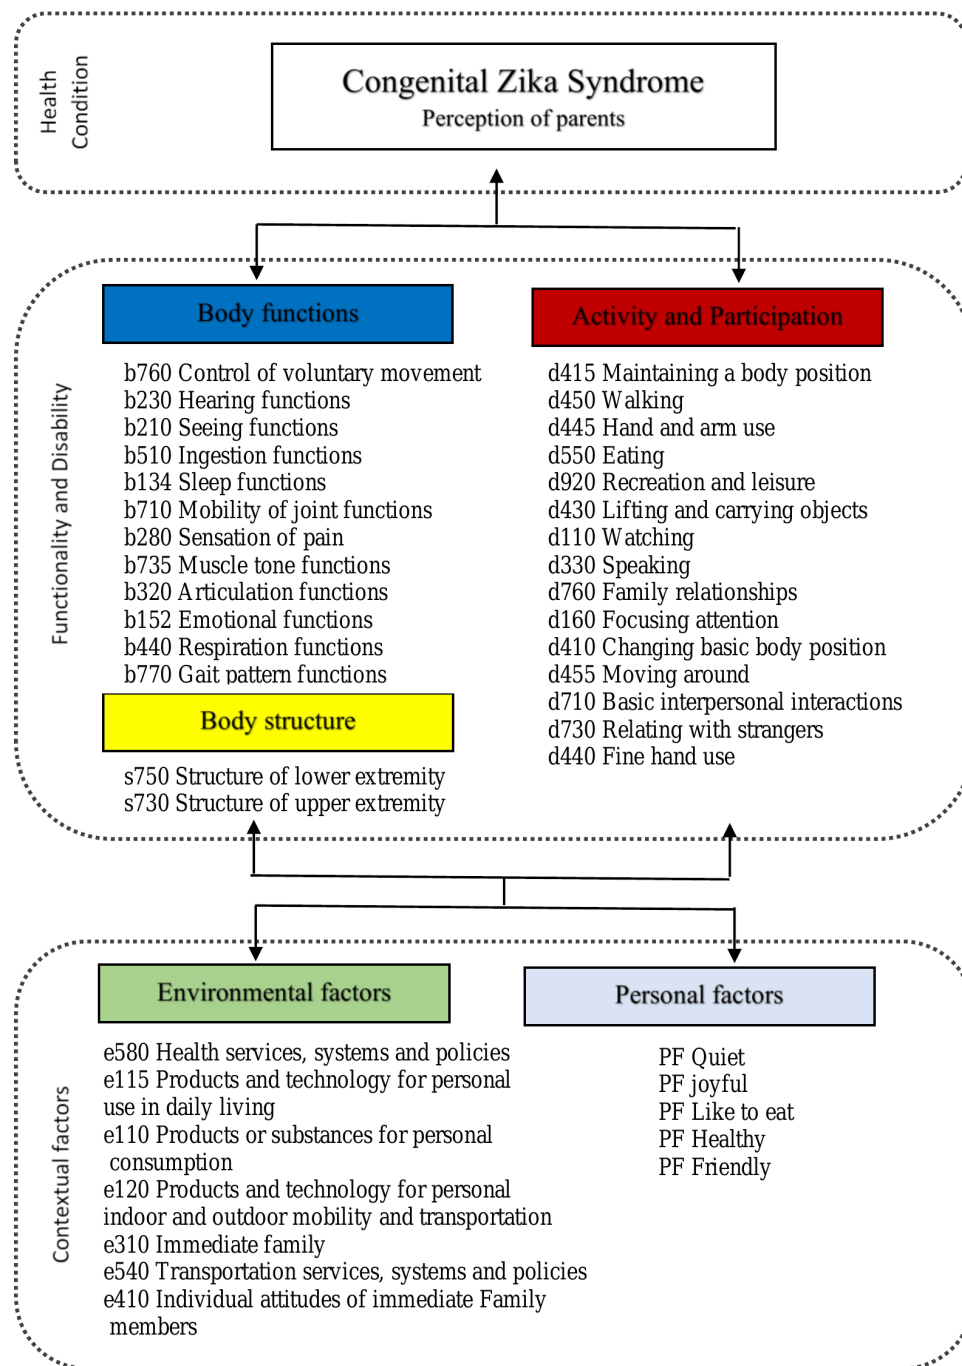 Health
Condition
Congenital Zika Syndrome
Perception of parents
Functionality and Disability
Body functions
b760 Control of voluntary movement
b230 Hearing functions
b210 Seeing functions
b510 Ingestion functions
b134 Sleep functions
b710 Mobility of joint functions
b280 Sensation of pain
b735 Muscle tone functions
b320 Articulation functions
b152 Emotional functions
b440 Respiration functions
b770 Gait pattern functions
Body structure
s750 Structure of lower extremity
s730 Structure of upper extremity
Activity and Participation
d415 Maintaining a body position
d450 Walking
d445 Hand and arm use
d550 Eating
d920 Recreation and leisure
d430 Lifting and carrying objects
d110 Watching
d330 Speaking
d760 Family relationships
d160 Focusing attention
d410 Changing basic body position
d455 Moving around
d710 Basic interpersonal interactions
d730 Relating with strangers
d440 Fine hand use
Contextual factors
Environmental factors
e580 Health services, systems and policies
e115 Products and technology for personal
use in daily living
e110 Products or substances for personal
consumption
e120 Products and technology for personal
indoor and outdoor mobility and transportation
e310 Immediate family
e540 Transportation services, systems and policies
e410 Individual attitudes of immediate Family
members
Personal factors
PF Quiet
PF joyful
PF Like to eat
PF Healthy
PF Friendly